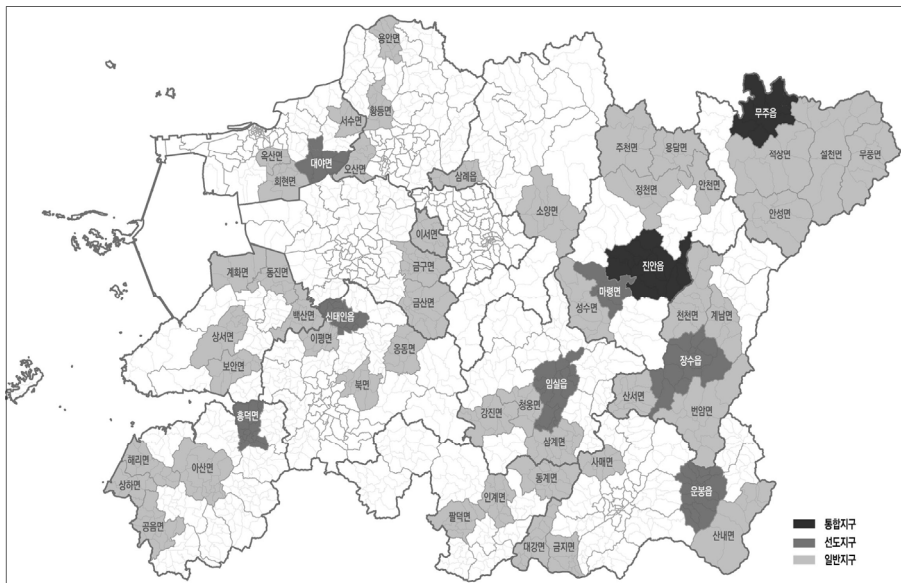 용안면
황등면
서수면
무주읍
옥산면
대야면
오산면
주천면
용담면
석상면
설천면
무풍면
회현면
삼례읍
정천면
안천면
소양면
안성면
이서면
진안읍
계화면
동진면
금구면
마령면
백산면
신태인읍
금산면
성수면
천천면
계남면
상서면
이평면
옹동면
장수읍
보안면
북면
임실읍
산서면
강진면
청웅면
번암면
흥덕면
삼계면
해리면
아산면
사매면
상하면
동계면
운봉읍
인계면
공음면
팔덕면
산내면
대강면
금지면
통합지구
선도지구
일반지구